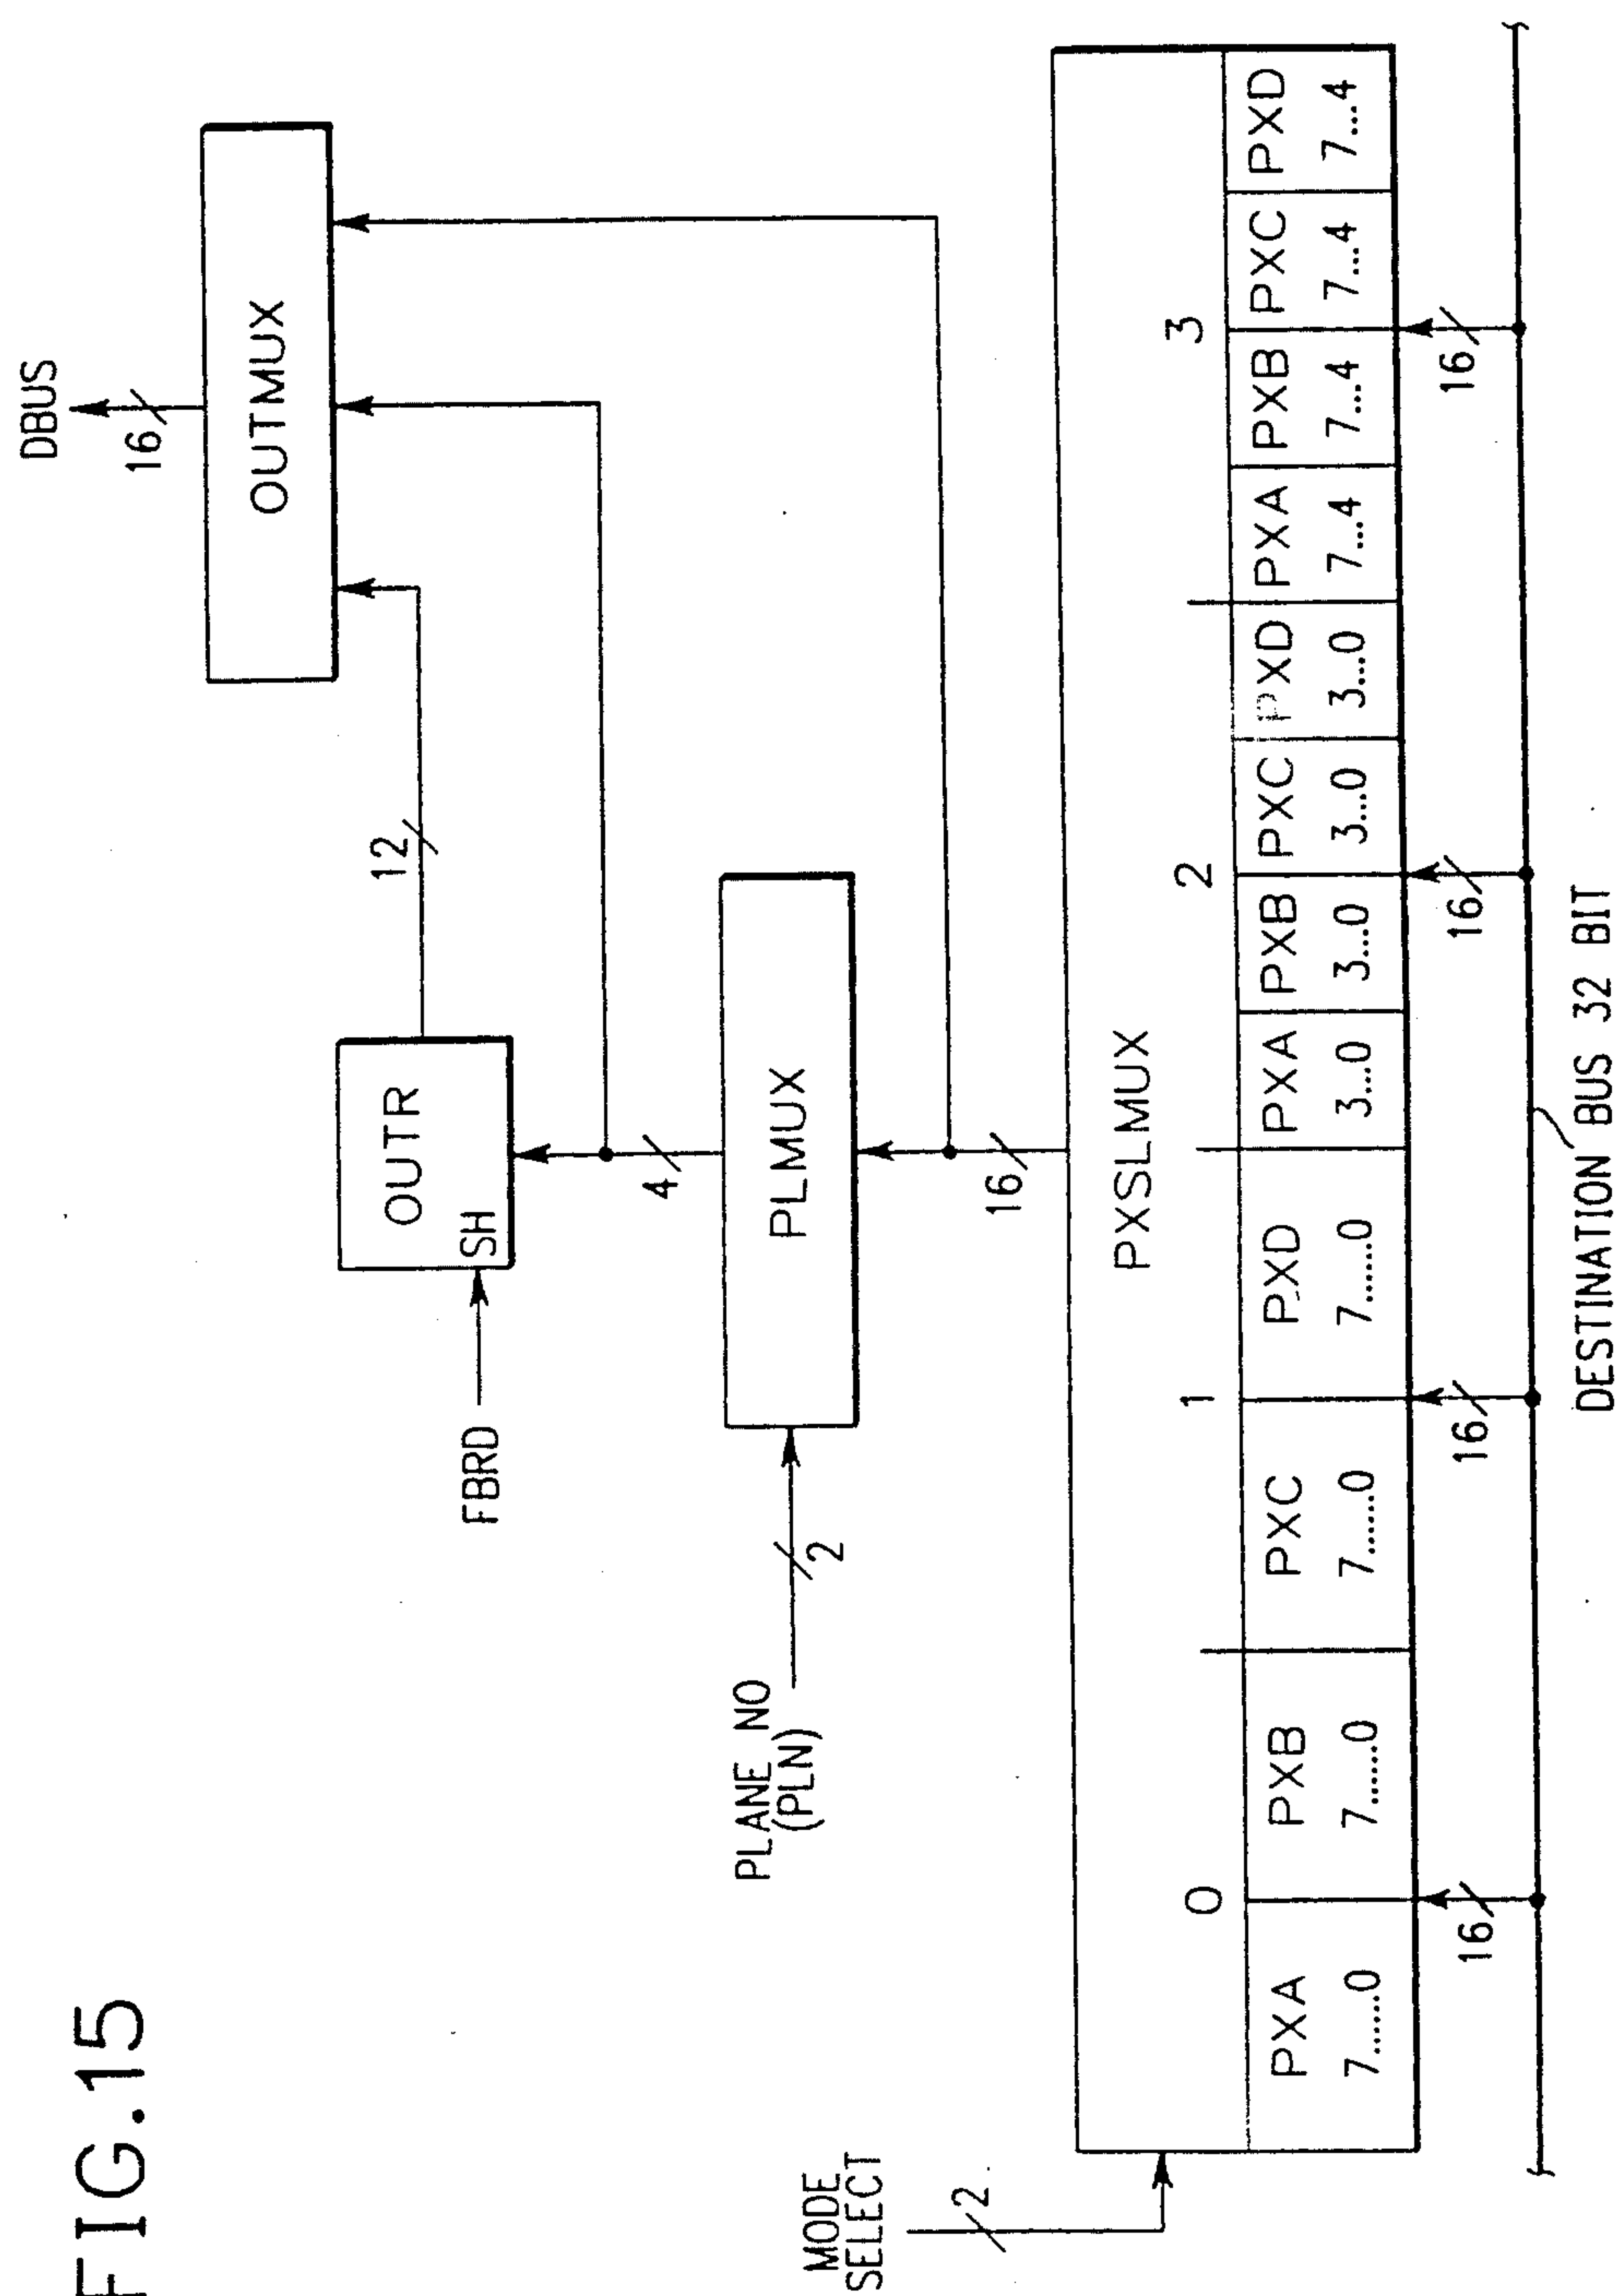 FIG.15
DBUS
16
OUTMUX
12
OUTR
SH
FBRD
4
PLMUX
PLANE NO
(PLN)
2
16
MODE
SELECT
2
PXSLMUX
0 1 2 3
PXA PXB PXC PXD PXA PXB PXC PXD PXA PXB PXC PXD
7......0 7......0 7......0 7......0 3...0 3...0 3...0 3...0 7...4 7...4 7...4 7...4
16 16 16 16
DESTINATION BUS 32 BIT